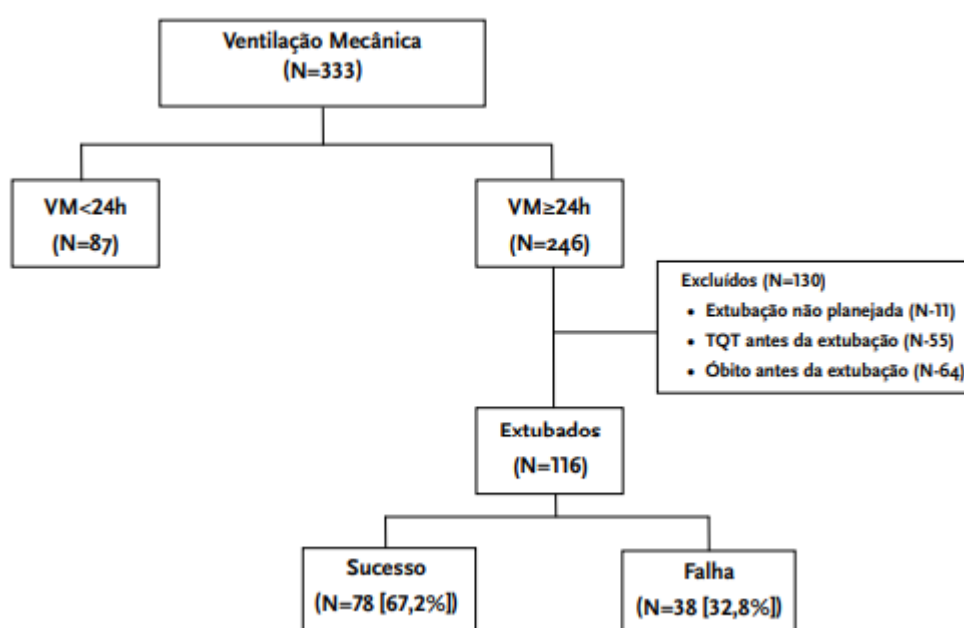 Ventilação Mecânica
(N=333)
VM<24h
(N=87)
VM≥24h
(N=246)
Excluídos (N=130)
• Extubação não planejada (N-11)
• TQT antes da extubação (N-55)
• Óbito antes da extubação (N-64)
Extubados
(N=116)
Sucesso
(N=78 [67,2%])
Falha
(N=38 [32,8%])